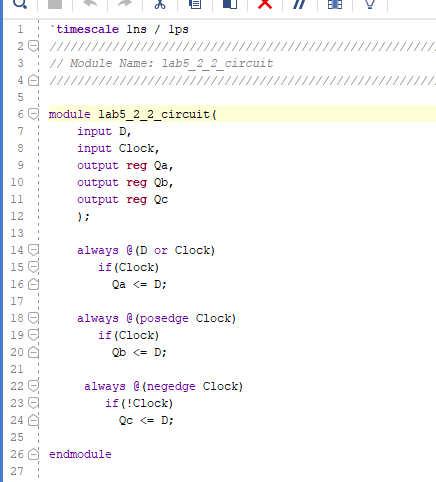 1 `timescale 1ns / 1ps
2 ////////////////////////////////////////////////////////
3 // Module Name: lab5_2_2_circuit
4 ////////////////////////////////////////////////////////
5
6 module lab5_2_2_circuit(
7 input D,
8 input Clock,
9 output reg Qa,
10 output reg Qb,
11 output reg Qc
12 );
13
14 always @(D or Clock)
15 if(Clock)
16 Qa <= D;
17
18 always @(posedge Clock)
19 if(Clock)
20 Qb <= D;
21
22 always @(negedge Clock)
23 if(!Clock)
24 Qc <= D;
25
26 endmodule
27